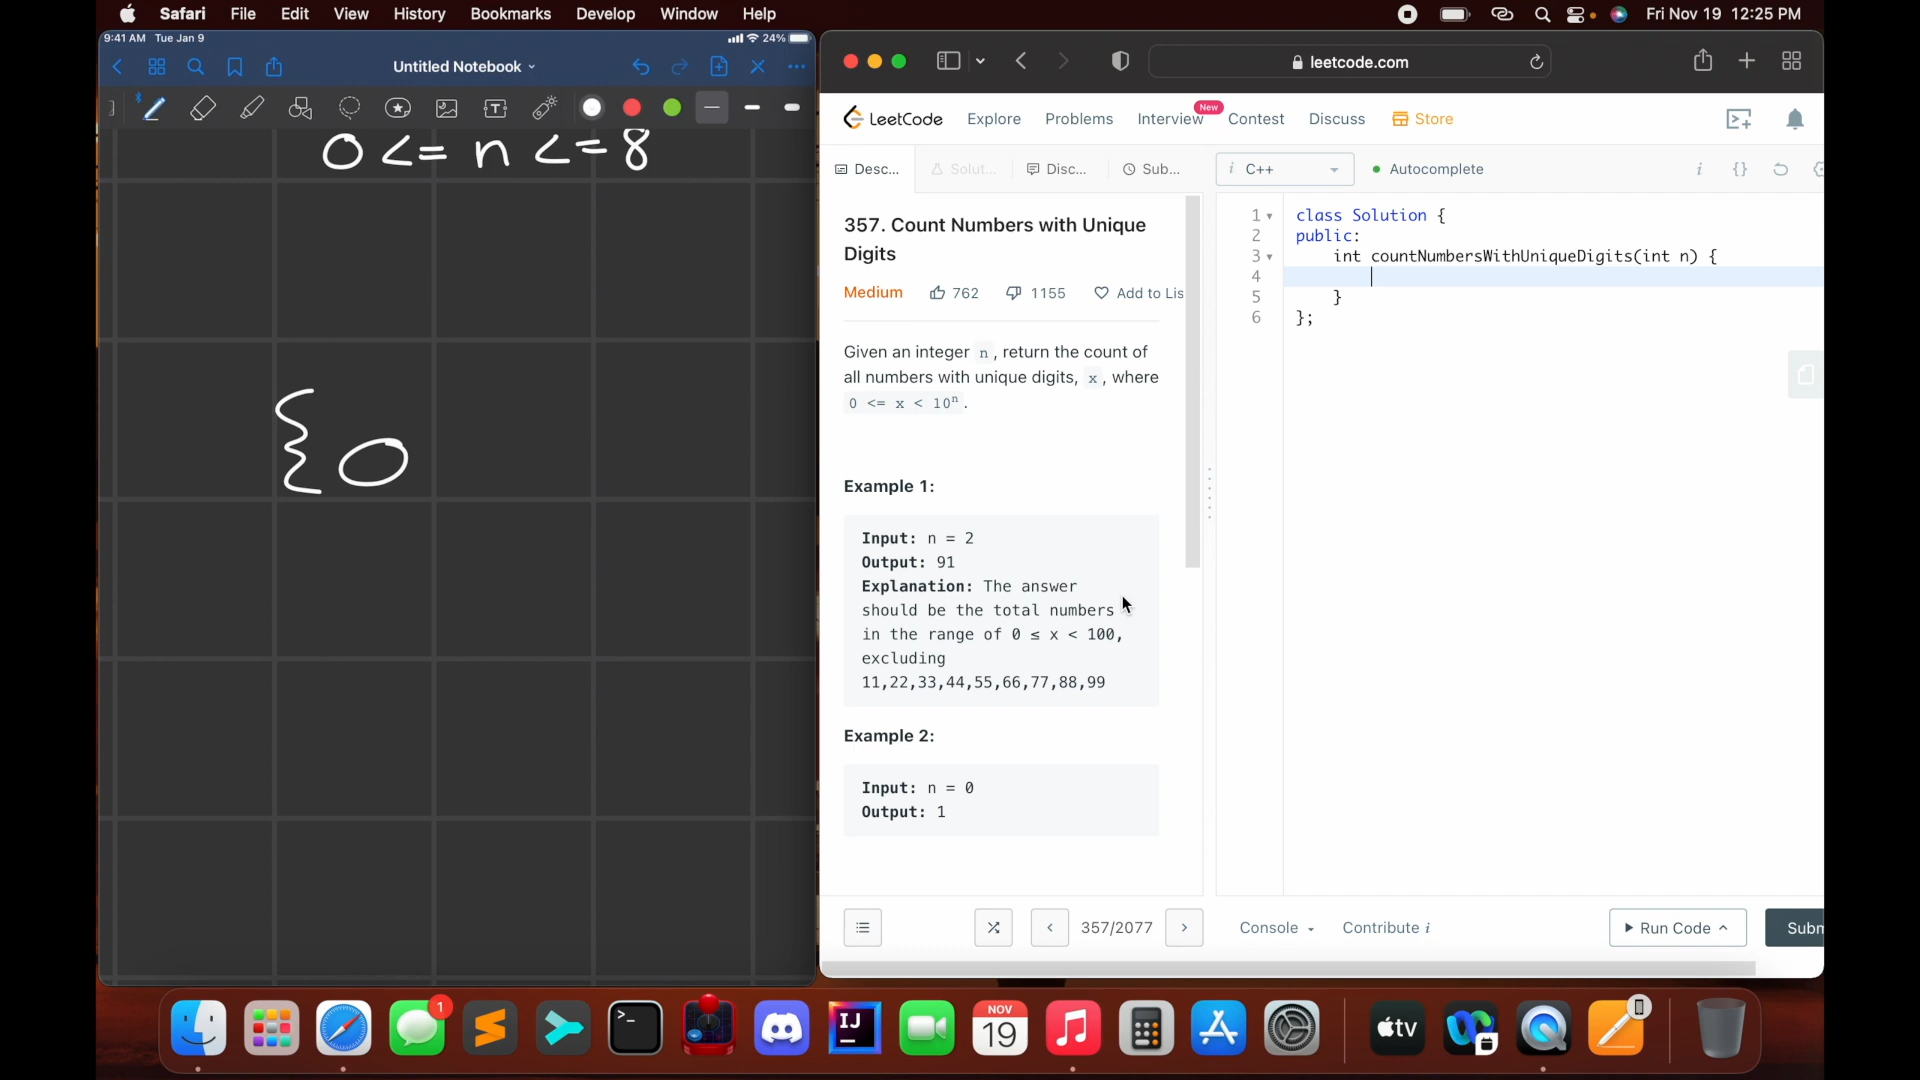 Safari File Edit View History Bookmarks Develop Window Help Fri Nov 19 12:25 PM
9:41 AM Tue Jan 9 24%
Untitled Notebook
T
0 <= n <= 8
{ 0
leetcode.com
LeetCode Explore Problems Interview New Contest Discuss Store
Desc... Solut... Disc... Sub...
357. Count Numbers with Unique
Digits
Medium 762 1155 Add to Lis
Given an integer n, return the count of
all numbers with unique digits, x, where
0 <= x < 10ⁿ.
Example 1:
Input: n = 2
Output: 91
Explanation: The answer
should be the total numbers
in the range of 0 ≤ x < 100,
excluding
11,22,33,44,55,66,77,88,99
Example 2:
Input: n = 0
Output: 1
i C++ Autocomplete i {}
1 class Solution {
2 public:
3 int countNumbersWithUniqueDigits(int n) {
4
5 }
6 };
357/2077
Console Contribute i Run Code Subm
1 >_ IJ NOV 19 tv